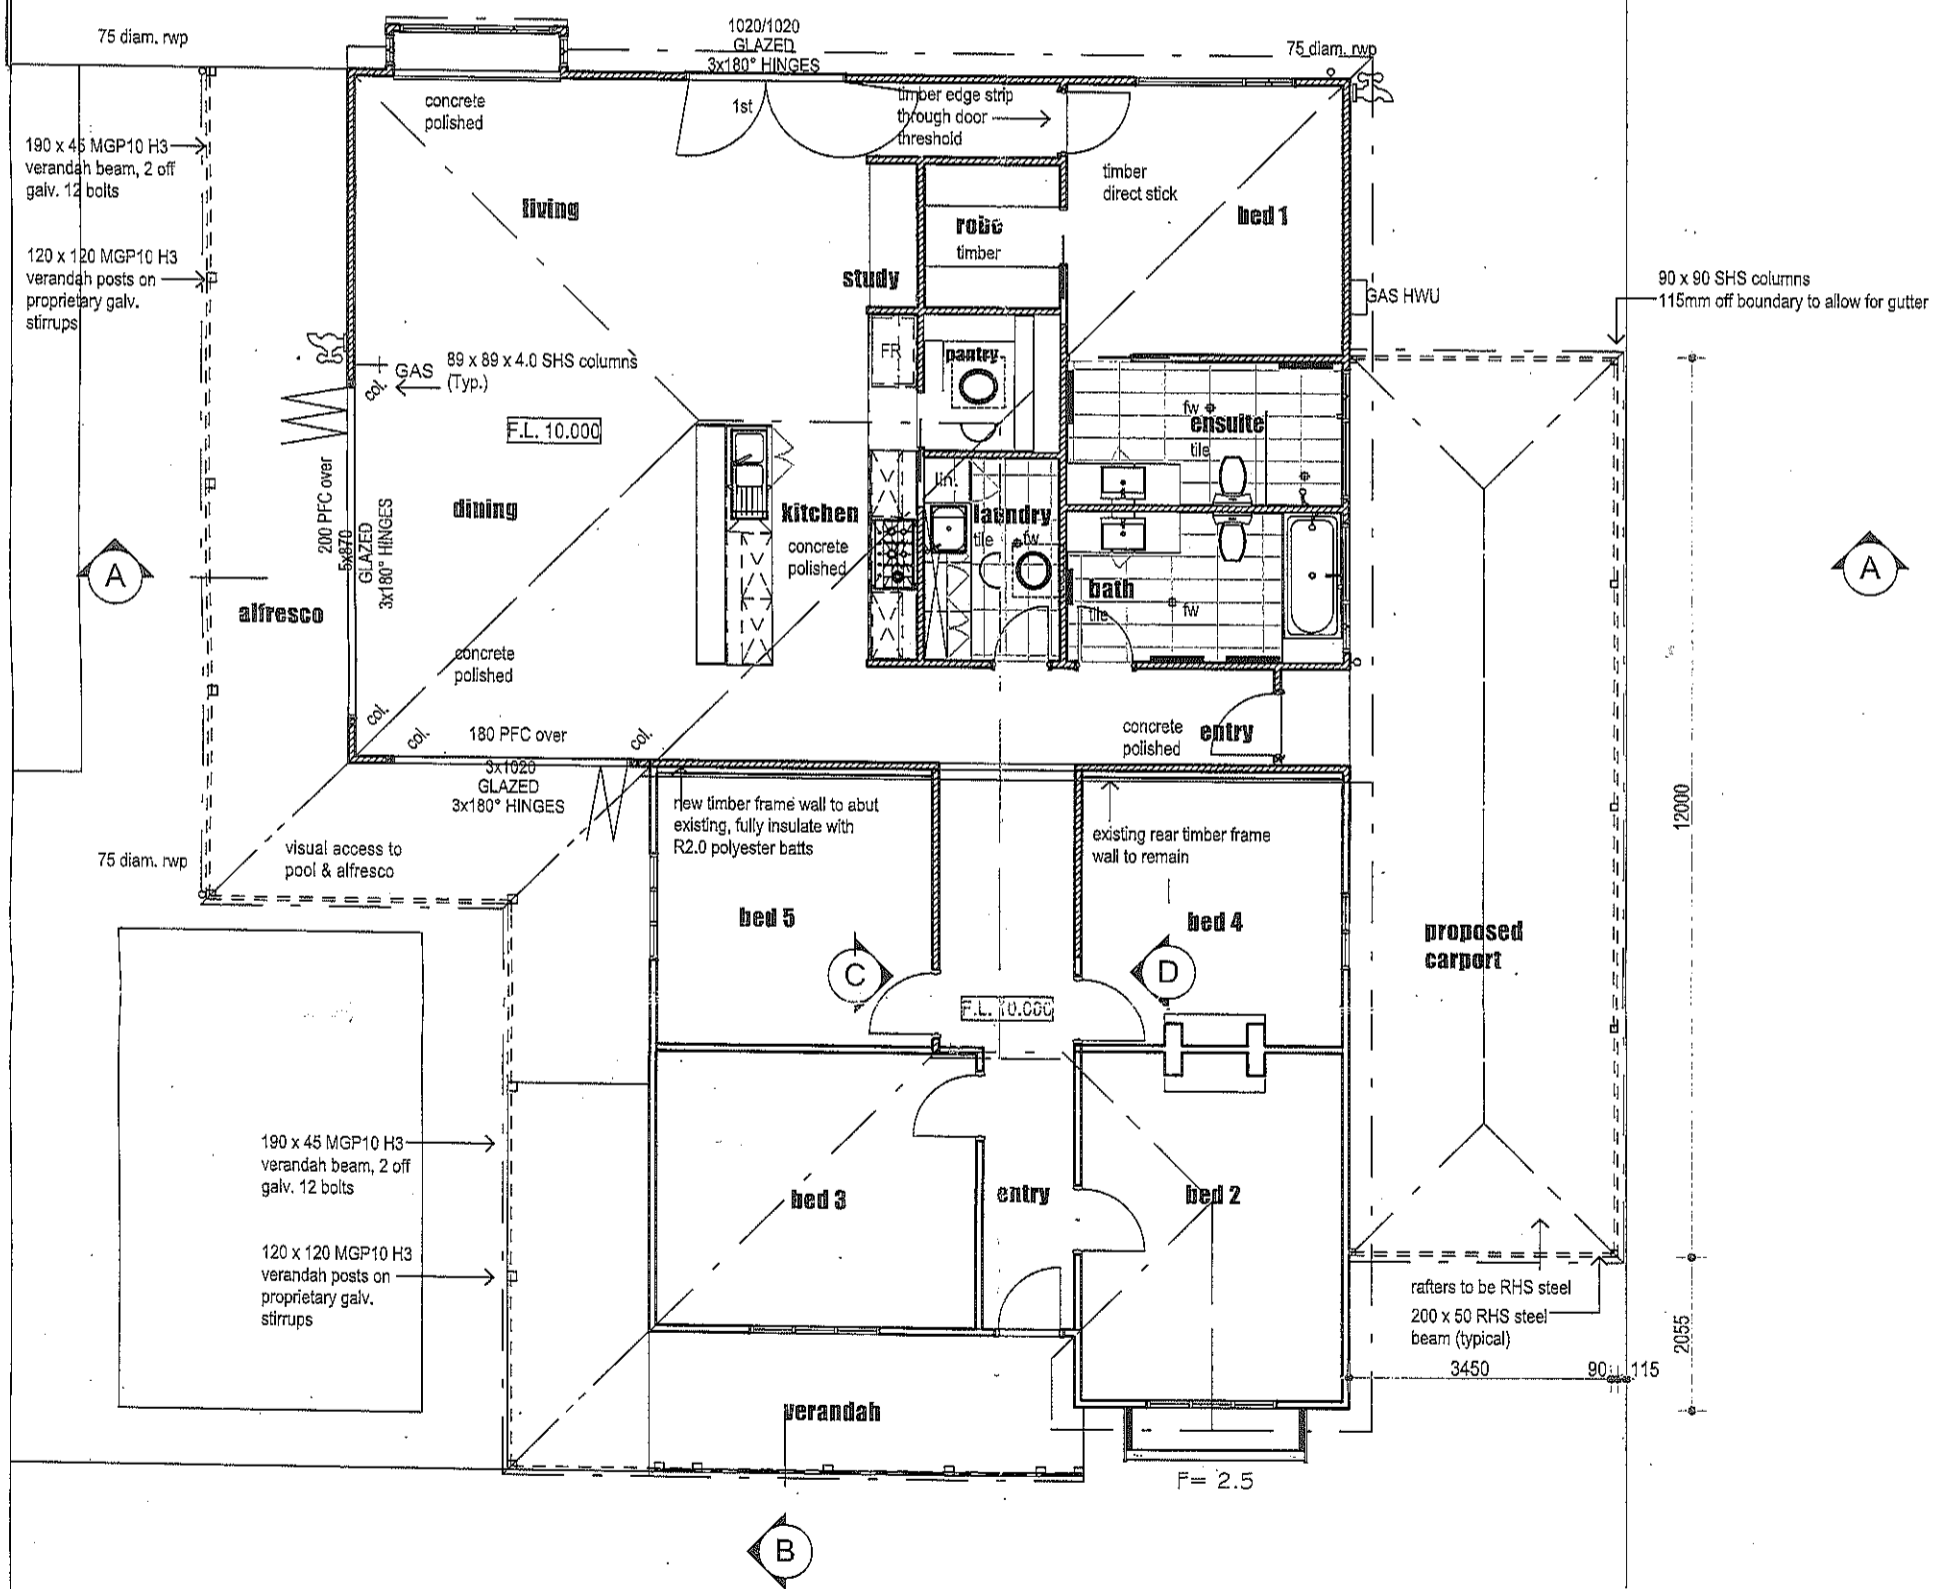 75 diam. rwp
1020/1020
GLAZED
3x180° HINGES
75 diam. rwp
concrete
polished
1st
timber edge strip
through door
threshold
190 x 45 MGP10 H3
verandah beam, 2 off
galv. 12 bolts
timber
direct stick
living
bed 1
robe
timber
120 x 120 MGP10 H3
verandah posts on
proprietary galv.
stirrups
study
GAS HWU
90 x 90 SHS columns
115mm off boundary to allow for gutter
FR
pantry
GAS
89 x 89 x 4.0 SHS columns
(Typ.)
col.
F.L. 10.000
fw
ensuite
tile
lin.
dining
kitchen
laundry
tile
fw
200 PFC over
5x870
GLAZED
3x180° HINGES
concrete
polished
A
A
bath
tile
fw
alfresco
concrete
polished
col.
col.
180 PFC over
col.
concrete
polished
entry
3x1020
GLAZED
3x180° HINGES
new timber frame wall to abut
existing, fully insulate with
R2.0 polyester batts
existing rear timber frame
wall to remain
12000
visual access to
pool & alfresco
75 diam. rwp
bed 5
bed 4
proposed
carport
C
D
F.L. 10.000
190 x 45 MGP10 H3
verandah beam, 2 off
galv. 12 bolts
bed 3
entry
bed 2
120 x 120 MGP10 H3
verandah posts on
proprietary galv.
stirrups
rafters to be RHS steel
200 x 50 RHS steel
beam (typical)
2055
3450
90
115
verandah
F= 2.5
B